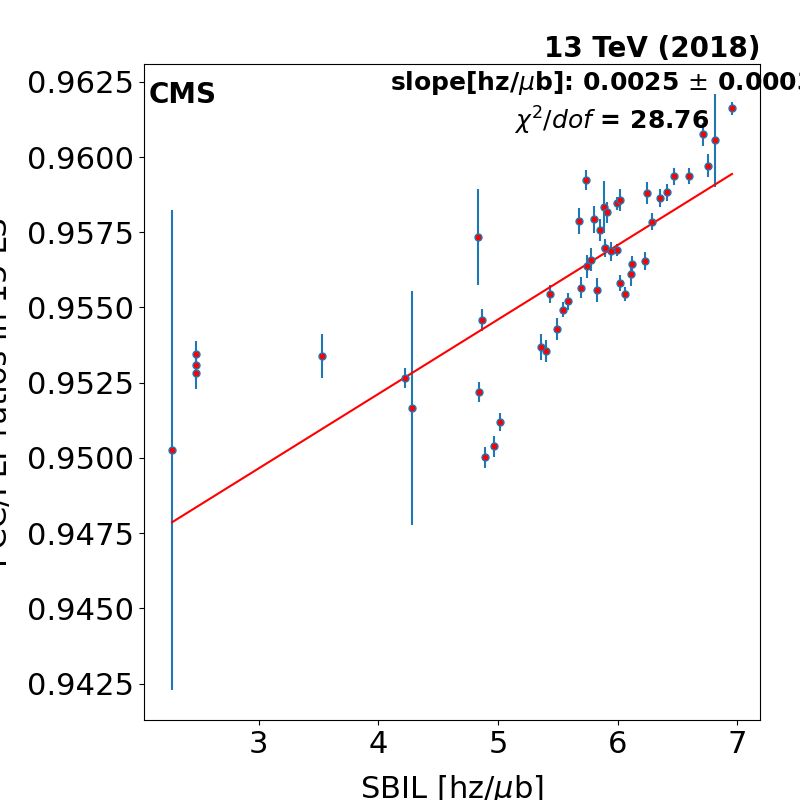 13 TeV (2018)
CMS
slope[hz/μb]: 0.0025 ± 0.000
χ²/dof = 28.76
0.9625
0.9600
0.9575
0.9550
0.9525
0.9500
0.9475
0.9450
0.9425
3 4 5 6 7
SBIL [hz/μb]